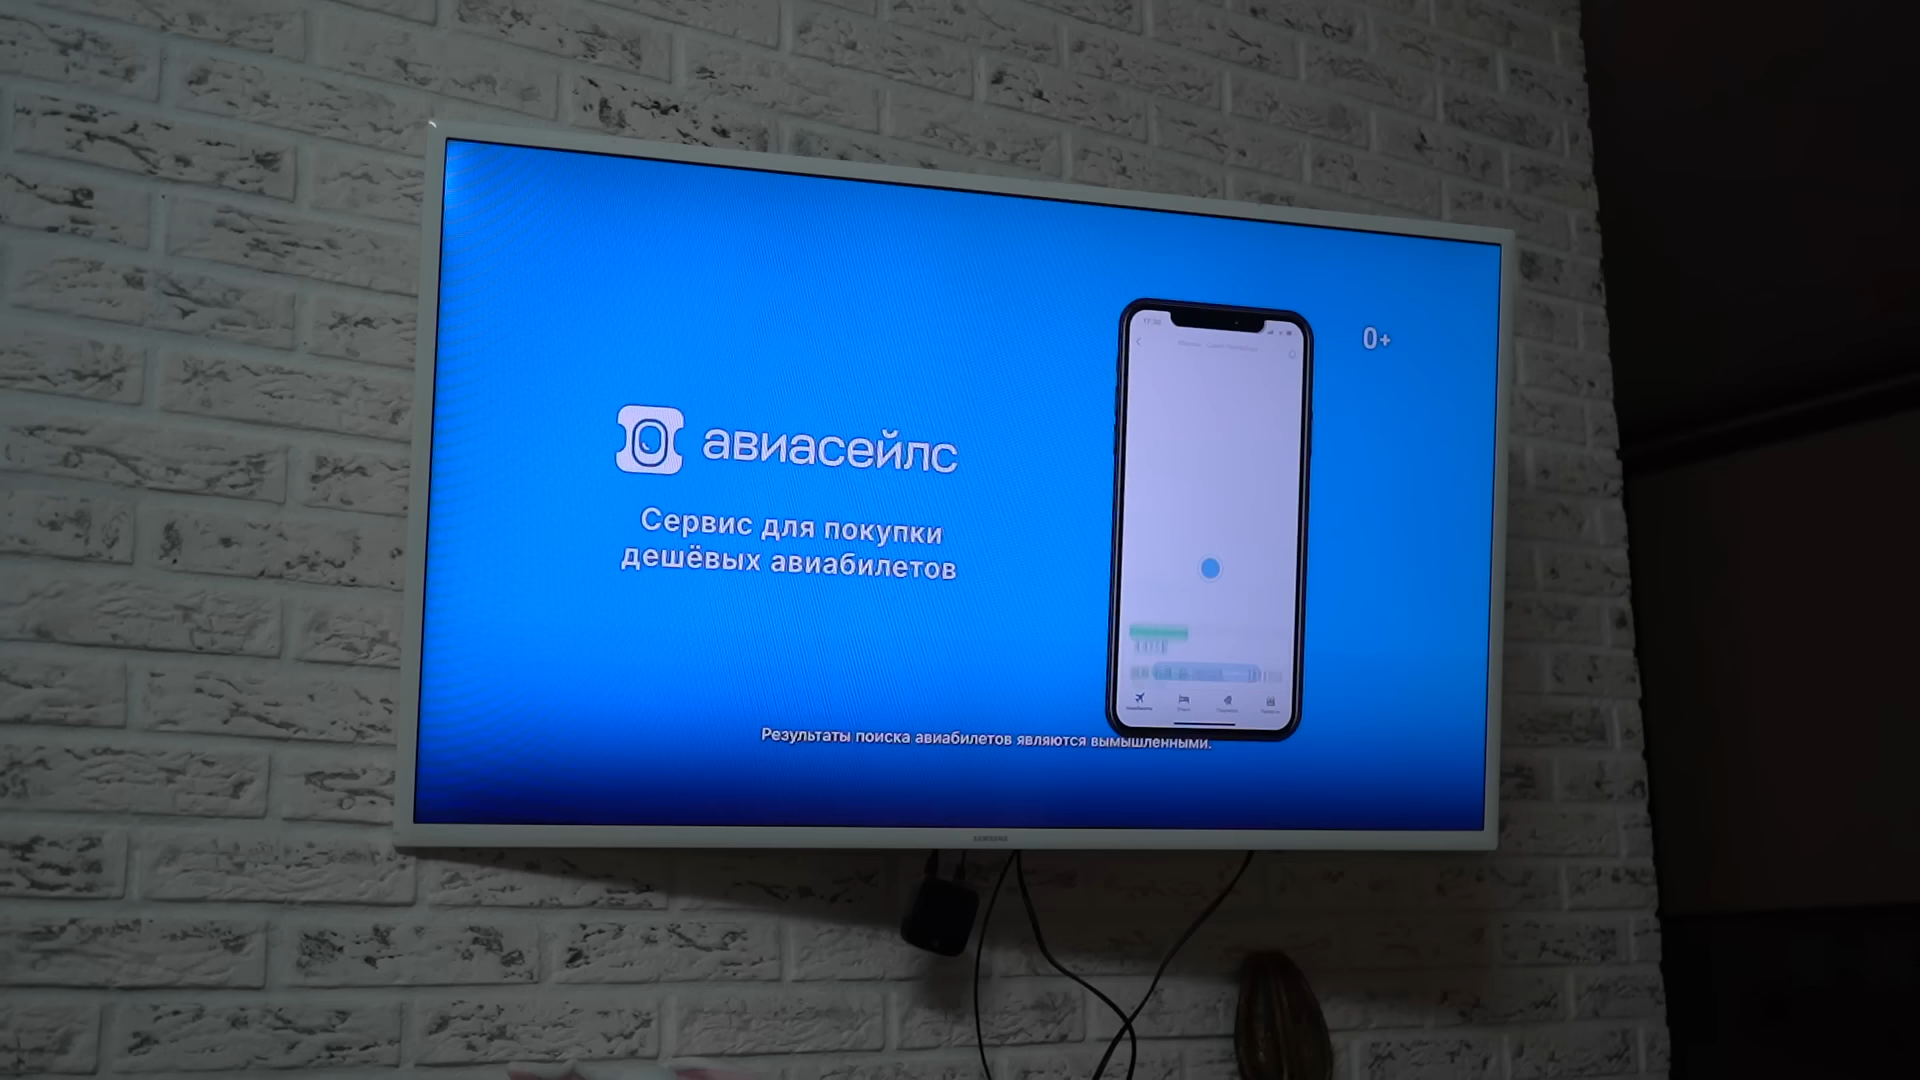 0+
авиасейлс
Сервис для покупки
дешёвых авиабилетов
Результаты поиска авиабилетов являются вымышленными.
SAMSUNG